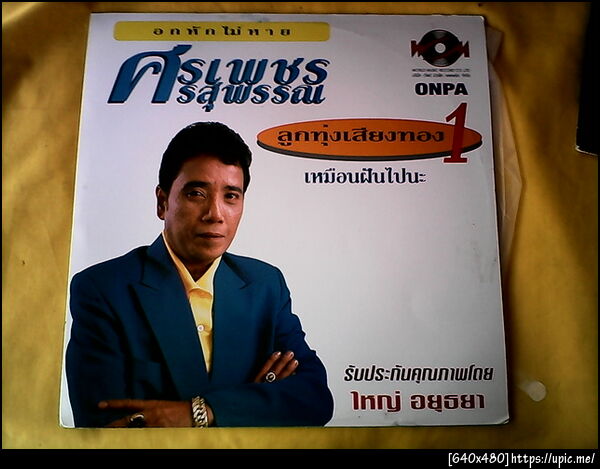 อกหักไม่หาย
ศรเพชร
ศรสุพรรณ
ONPA
ลูกทุ่งเสียงทอง 1
เหมือนฝันไปนะ
รับประกันคุณภาพโดย
ใหญ่ อยุธยา
[640x480]https://upic.me/